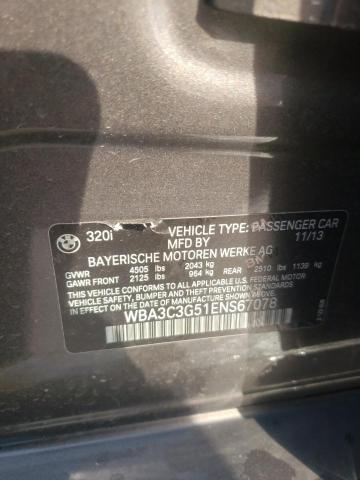 320i VEHICLE TYPE: PASSENGER CAR
MFD BY 11/13
BAYERISCHE MOTOREN WERKE AG
GVWR 4505 lbs 2043 kg
GAWR FRONT 2125 lbs 964 kg REAR 2510 lbs 1139 kg
THIS VEHICLE CONFORMS TO ALL APPLICABLE U.S. FEDERAL MOTOR
VEHICLE SAFETY, BUMPER, AND THEFT PREVENTION STANDARDS
IN EFFECT ON THE DATE OF MANUFACTURE SHOWN ABOVE.
WBA3C3G51ENS67078